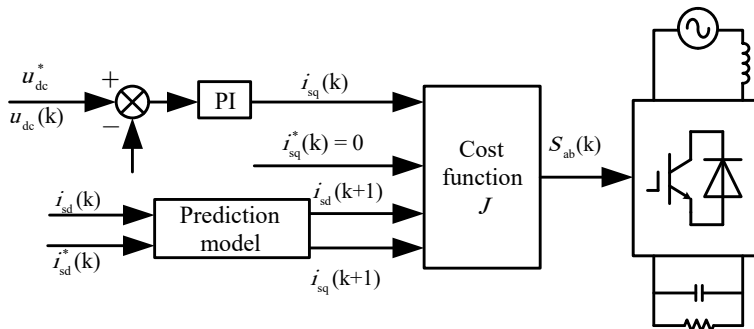 u*dc
udc(k)
+
−
PI
isq(k)
i*sq(k) = 0
isd(k)
i*sd(k)
Prediction
model
isd(k+1)
isq(k+1)
Cost
function
J
Sab(k)